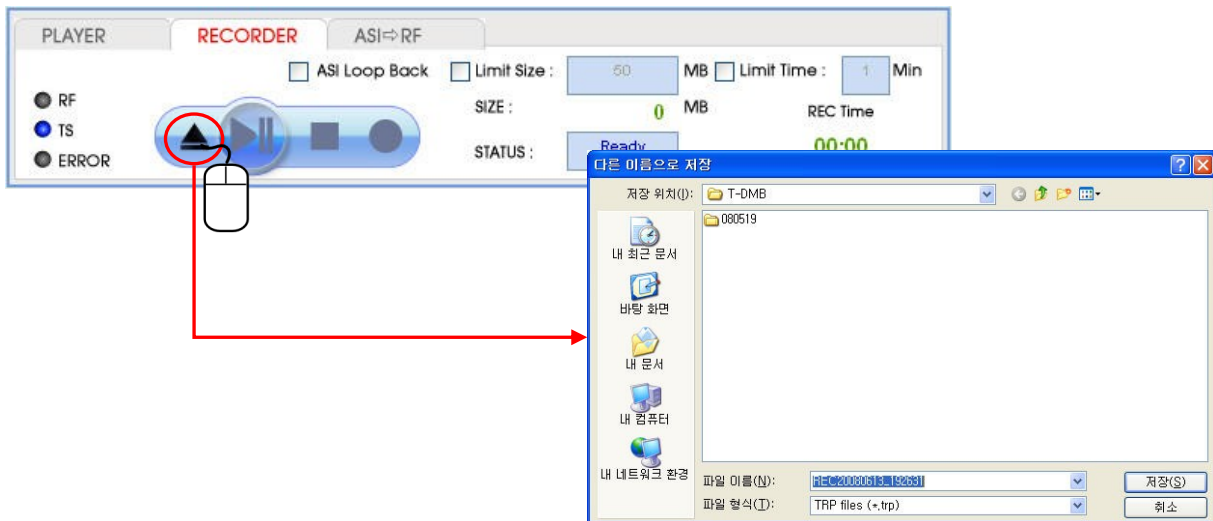 PLAYER RECORDER ASI⇨RF
ASI Loop Back Limit Size : 50 MB Limit Time : 1 Min
RF SIZE : 0 MB REC Time
TS
ERROR STATUS : Ready 00:00
다른 이름으로 저장
저장 위치(I): T-DMB
080519
내 최근 문서
바탕 화면
내 문서
내 컴퓨터
내 네트워크 환경
파일 이름(N): REC20080613_192631 저장(S)
파일 형식(T): TRP files (*.trp) 취소